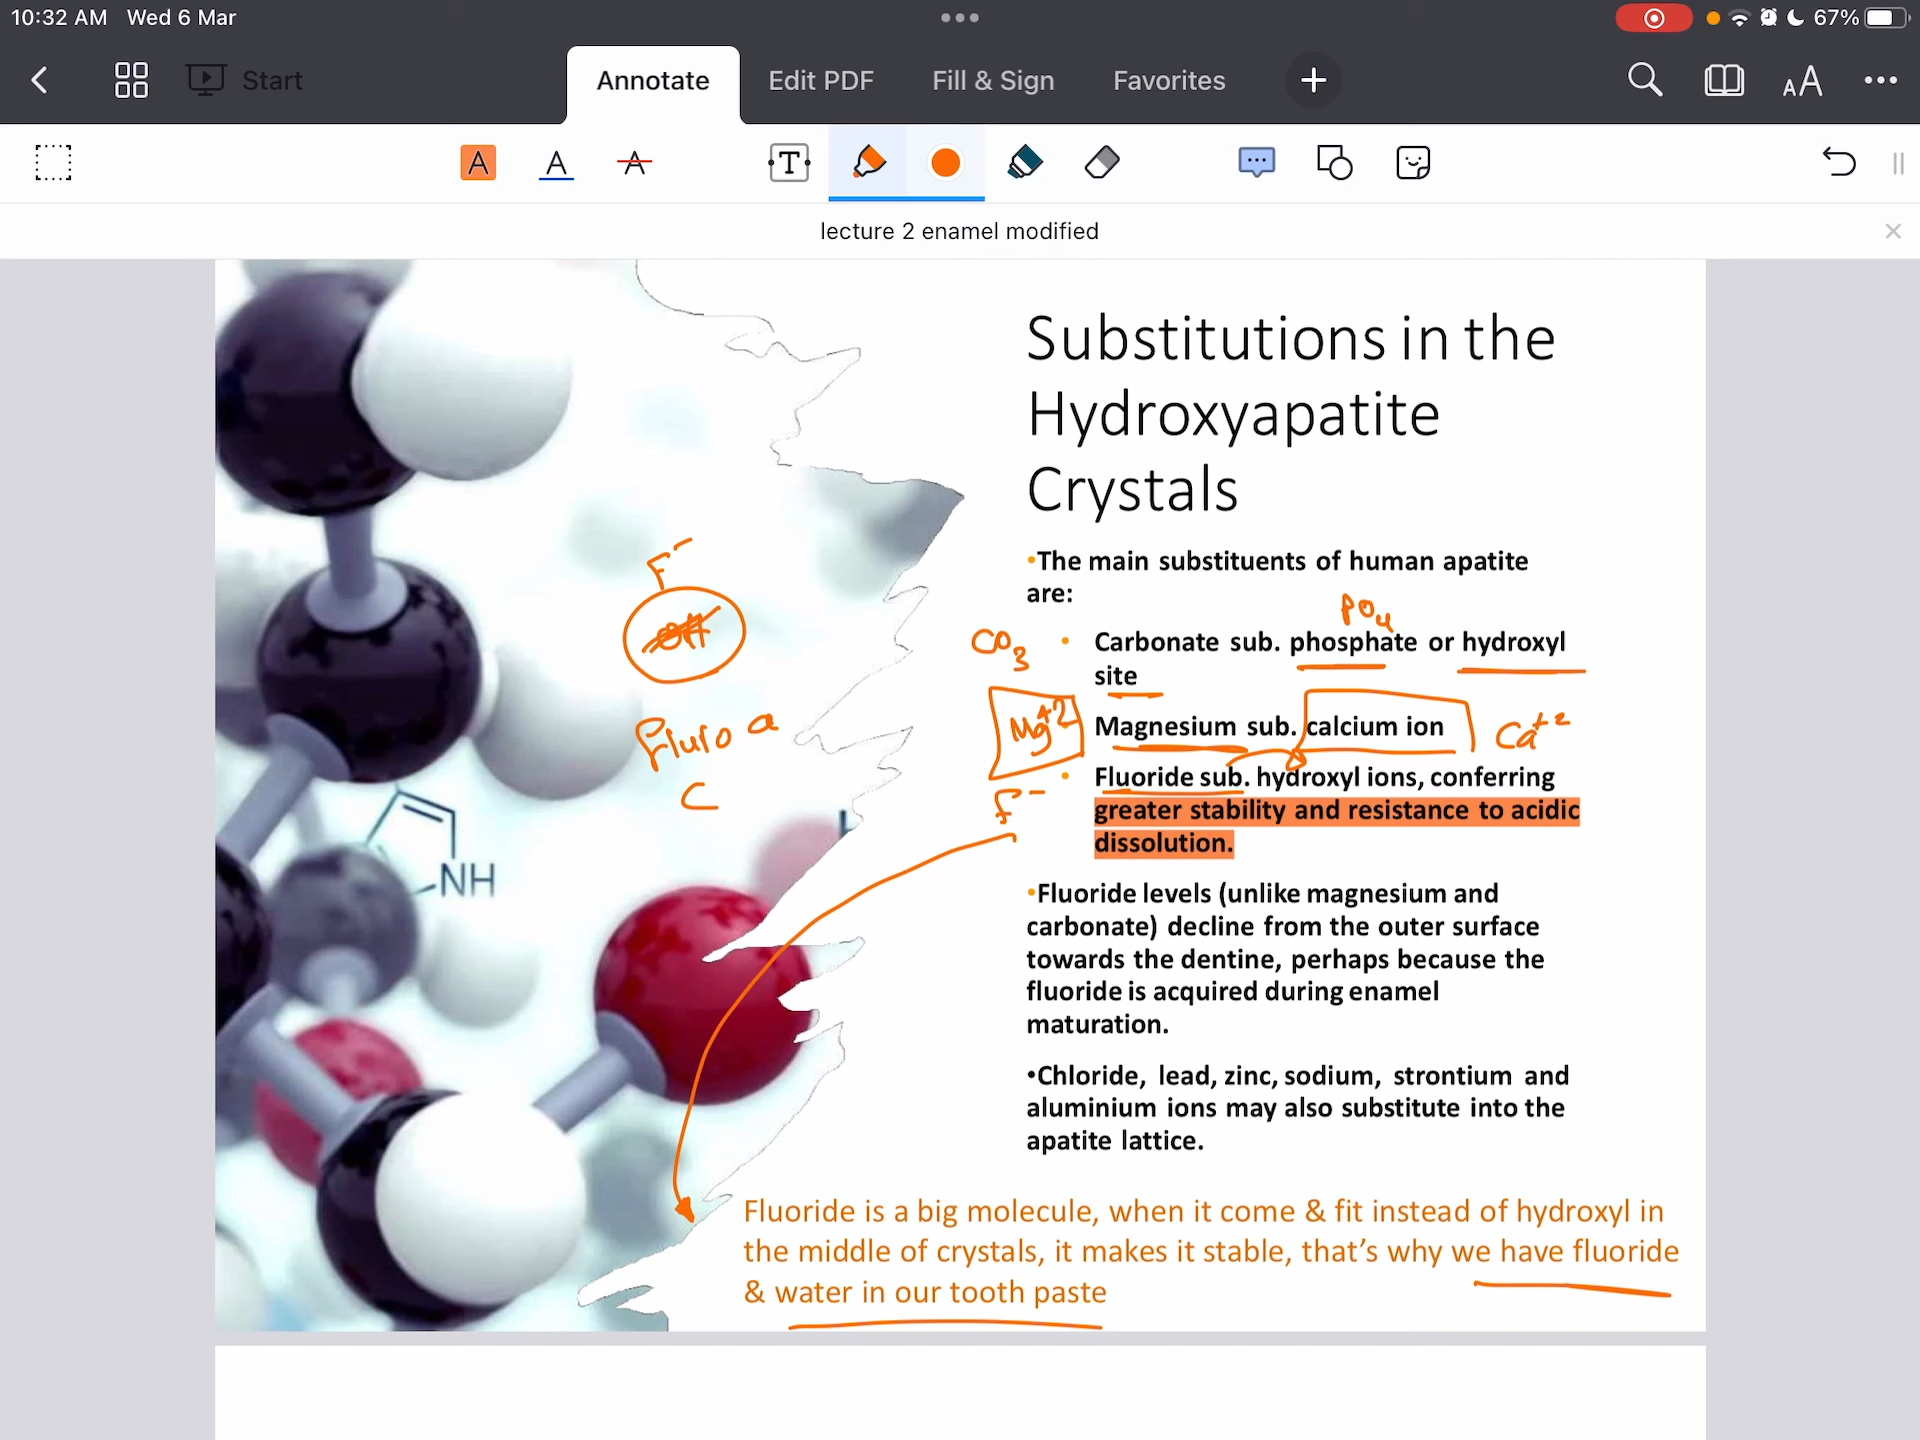 10:32 AM Wed 6 Mar
67%
Start
Annotate
Edit PDF
Fill & Sign
Favorites
AA
A
A
A
T
lecture 2 enamel modified
Substitutions in the
Hydroxyapatite
Crystals
•The main substituents of human apatite
are:
PO4
CO3
• Carbonate sub. phosphate or hydroxyl
site
Mg+2
Magnesium sub. calcium ion
Ca+2
• Fluoride sub. hydroxyl ions, conferring
F-
greater stability and resistance to acidic
dissolution.
F-
OH
Fluro a
C
NH
•Fluoride levels (unlike magnesium and
carbonate) decline from the outer surface
towards the dentine, perhaps because the
fluoride is acquired during enamel
maturation.
•Chloride, lead, zinc, sodium, strontium and
aluminium ions may also substitute into the
apatite lattice.
Fluoride is a big molecule, when it come & fit instead of hydroxyl in
the middle of crystals, it makes it stable, that's why we have fluoride
& water in our tooth paste